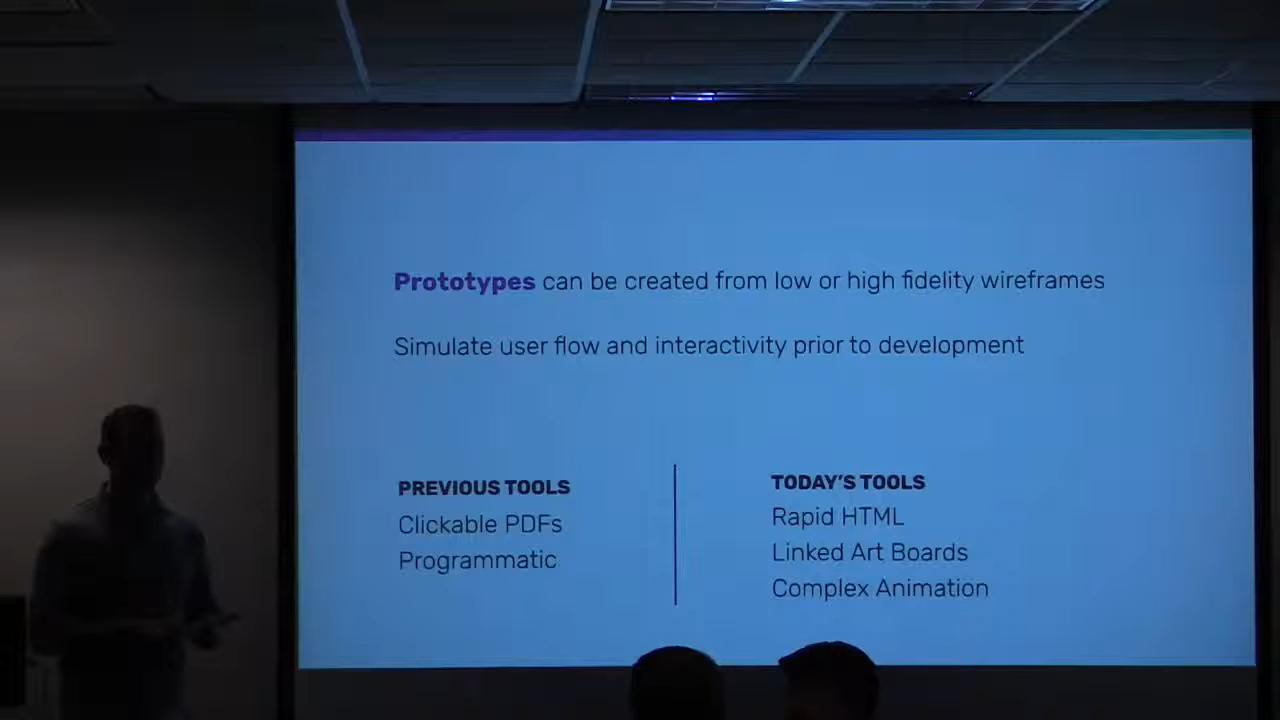 Prototypes can be created from low or high fidelity wireframes
Simulate user flow and interactivity prior to development
PREVIOUS TOOLS
Clickable PDFs
Programmatic
TODAY'S TOOLS
Rapid HTML
Linked Art Boards
Complex Animation